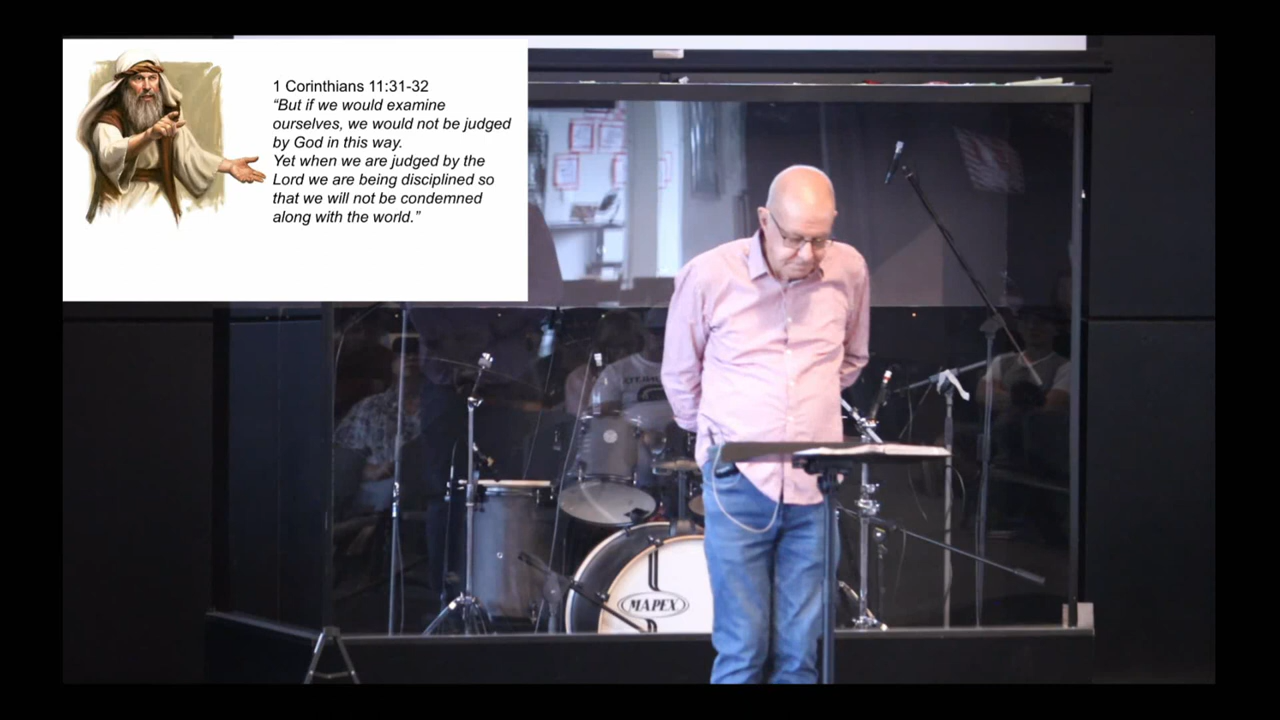 1 Corinthians 11:31-32
“But if we would examine
ourselves, we would not be judged
by God in this way.
Yet when we are judged by the
Lord we are being disciplined so
that we will not be condemned
along with the world.”
MAPEX